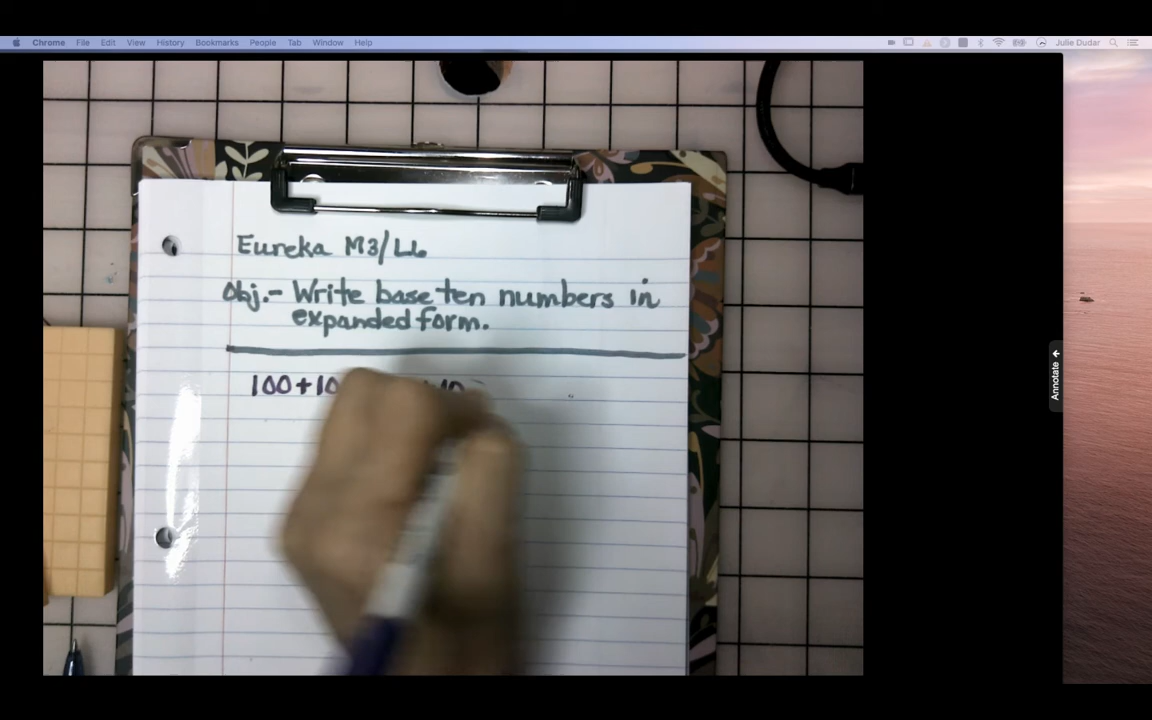 Chrome File Edit View History Bookmarks People Tab Window Help Julie Dudar
Eureka M3/L6
Obj.- Write base ten numbers in
expanded form.
100+10
+10
Annotate